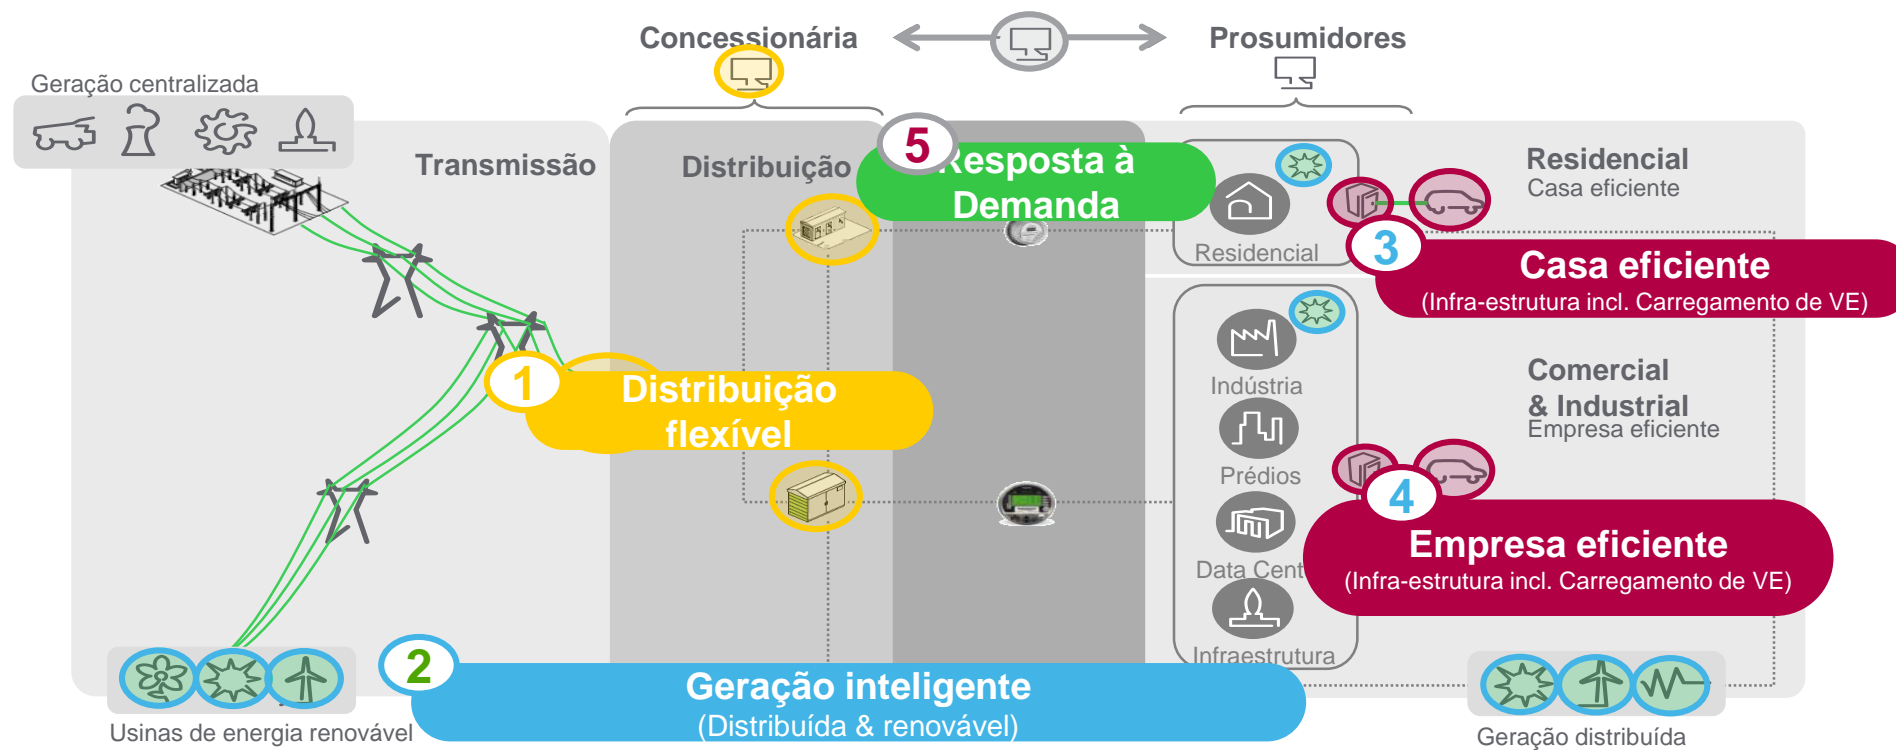 Concessionária
Prosumidores
Geração centralizada
Transmissão
Distribuição
5
Resposta à
Demanda
Residencial
Residencial
Casa eficiente
3
Casa eficiente
(Infra-estrutura incl. Carregamento de VE)
1
Distribuição
flexível
Indústria
Prédios
Data Cent
Infraestrutura
Comercial
& Industrial
Empresa eficiente
4
Empresa eficiente
(Infra-estrutura incl. Carregamento de VE)
2
Geração inteligente
(Distribuída & renovável)
Usinas de energia renovável
Geração distribuída